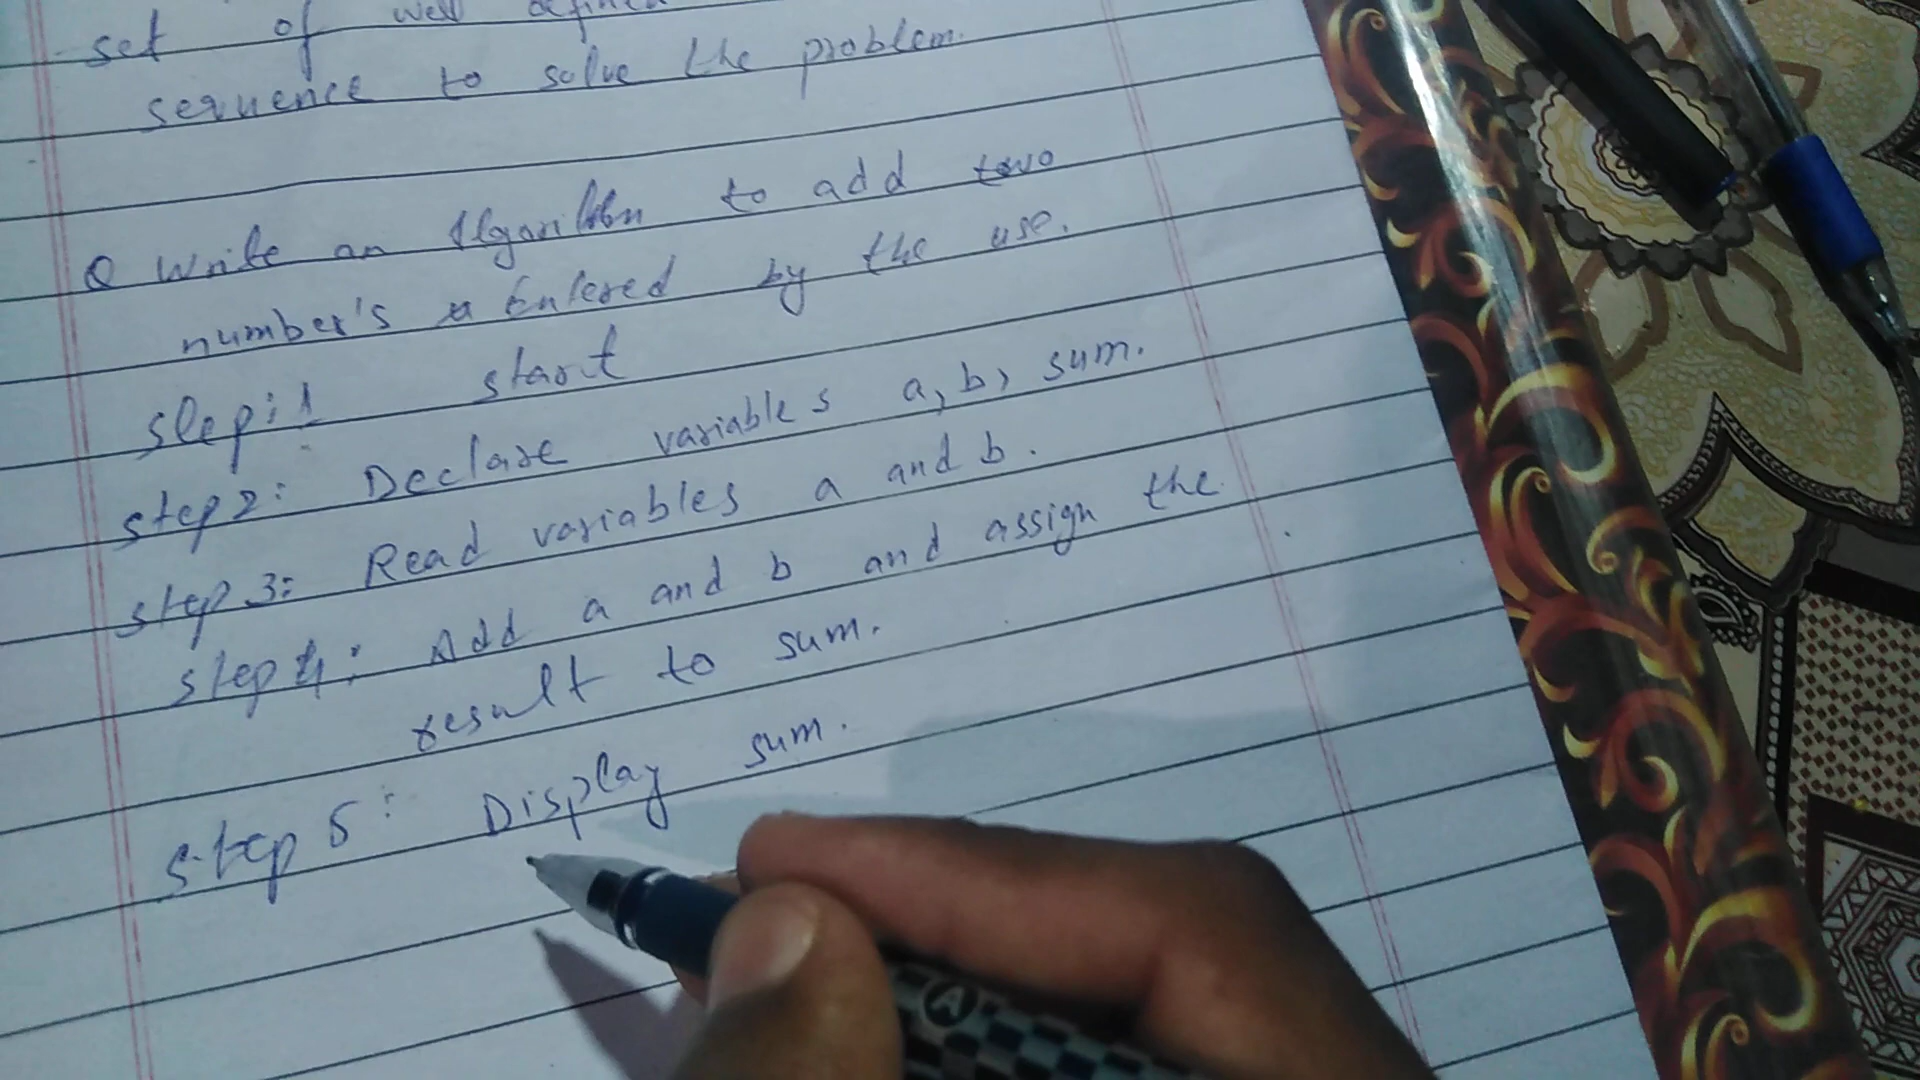 set of well defined
sequence to solve the problem.
Q Write an Algorithm to add two
number's Entered by the use.
step:1 start
step 2: Declare variables a, b, sum.
step 3: Read variables a and b.
step 4: Add a and b and assign the
result to sum.
step 5: Display sum.
A